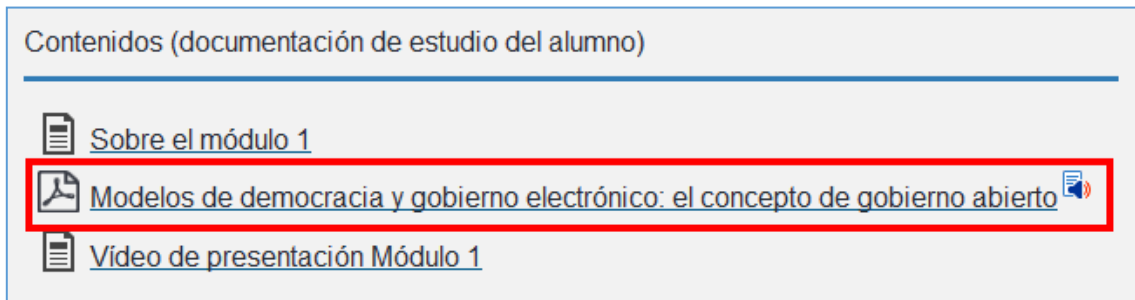 Contenidos (documentación de estudio del alumno)
Sobre el módulo 1
Modelos de democracia y gobierno electrónico: el concepto de gobierno abierto
Vídeo de presentación Módulo 1